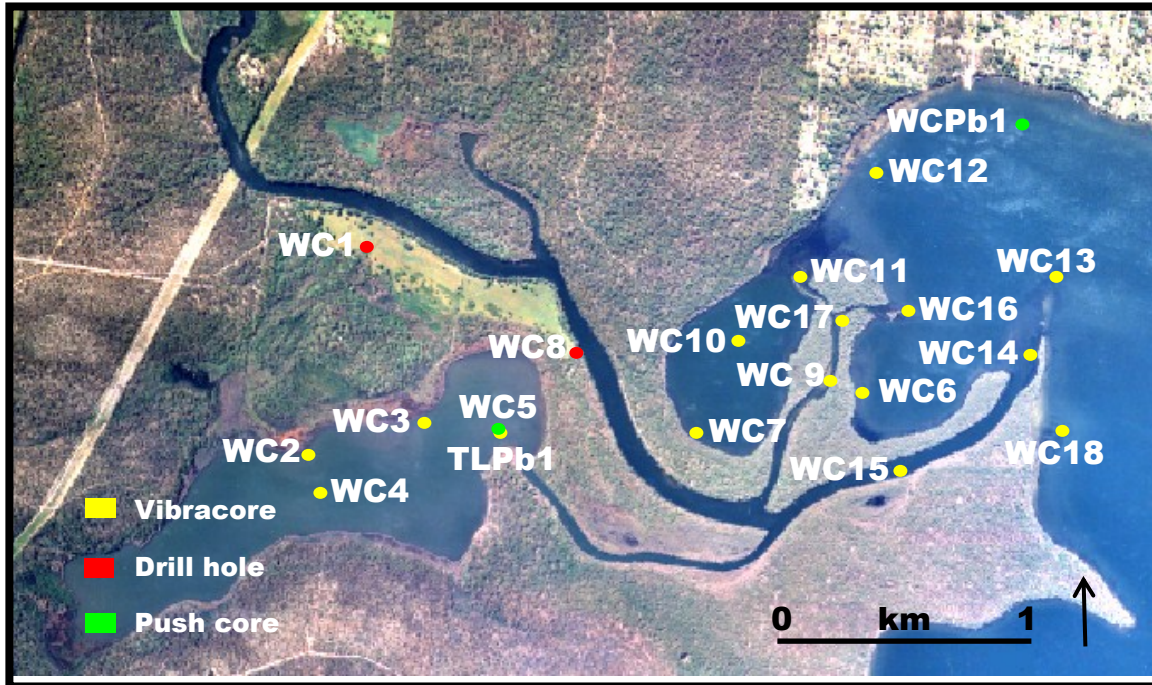 WCPb1
WC12
WC1
WC11
WC13
WC17
WC16
WC10
WC8
WC14
WC 9
WC6
WC5
WC3
WC7
WC2
TLPb1
WC18
WC4
WC15
Vibracore
Drill hole
Push core
0 km 1